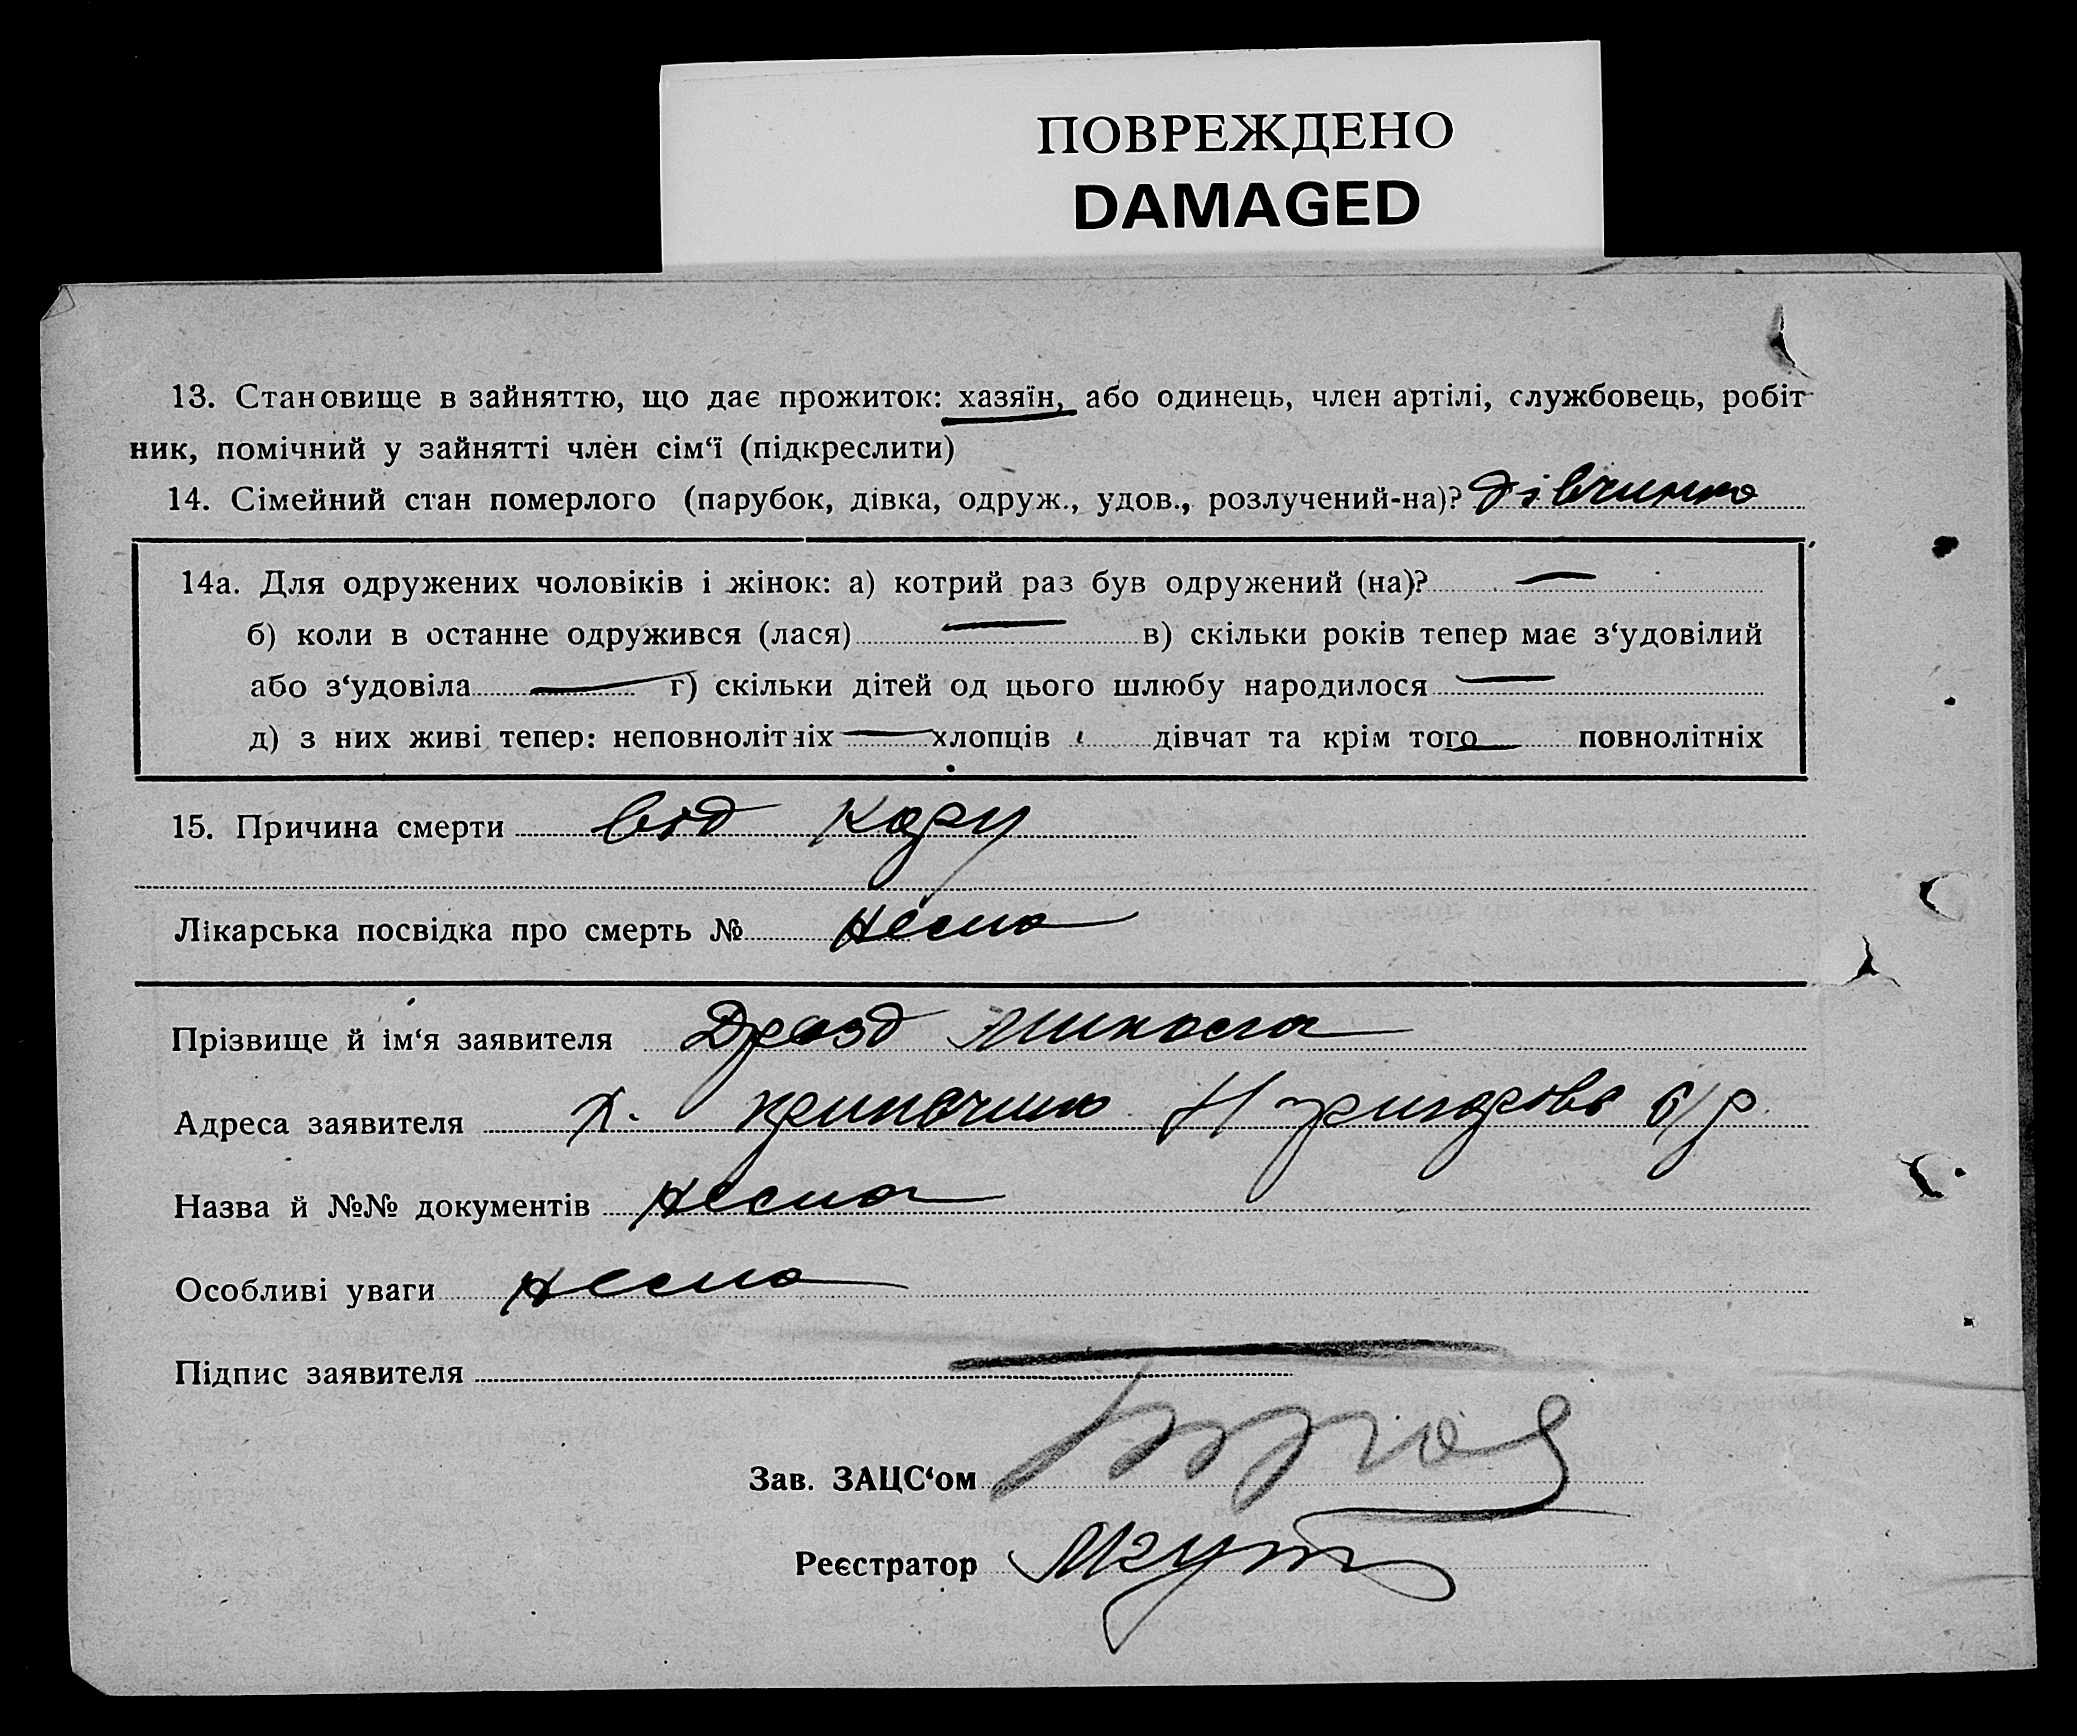 ПОВРЕЖДЕНО
DAMAGED
13. Становище в зайняттю, що дає прожиток: хазяїн, або одинець, член артілі, службовець, робіт-
ник, помічний у зайнятті член сім‘ї (підкреслити)
14. Сімейний стан померлого (парубок, дівка, одруж., удов., розлучений-на)? дівчинка
14а. Для одружених чоловіків і жінок: а) котрий раз був одружений (на)? —
б) коли в останне одружився (лася) — в) скільки років тепер має з‘удовілий
або з‘удовіла — г) скільки дітей од цього шлюбу народилося —
д) з них живі тепер: неповнолітніх — хлопців дівчат та крім того — повнолітніх
15. Причина смерти від кору
Лікарська посвідка про смерть № нема
Прізвище й ім‘я заявителя Дрозд Микола
Адреса заявителя х.
Назва й №№ документів нема
Особливі уваги нема
Підпис заявителя
Зав. ЗАЦС‘ом
Реєстратор